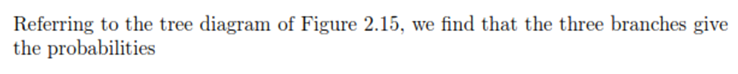 Referring to the tree diagram of Figure 2.15, we find that the three branches give
the probabilities